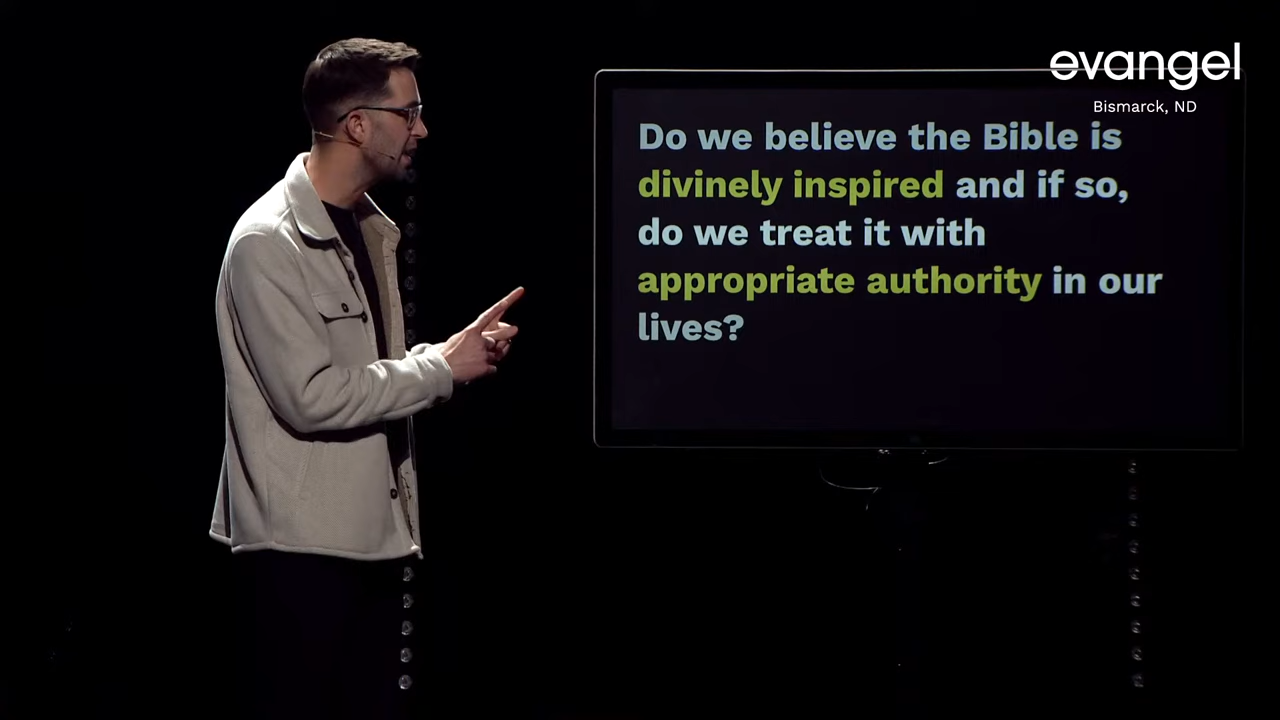 evangel
Bismarck, ND
Do we believe the Bible is
divinely inspired and if so,
do we treat it with
appropriate authority in our
lives?